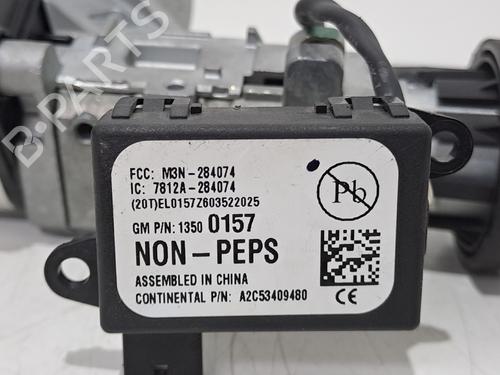 B-PARTS
FCC: M3N-284074
IC: 7812A-284074
(20T)EL0157Z603522025
GM P/N: 1350 0157
NON-PEPS
ASSEMBLED IN CHINA
CONTINENTAL P/N: A2C53409480
Pb
CE